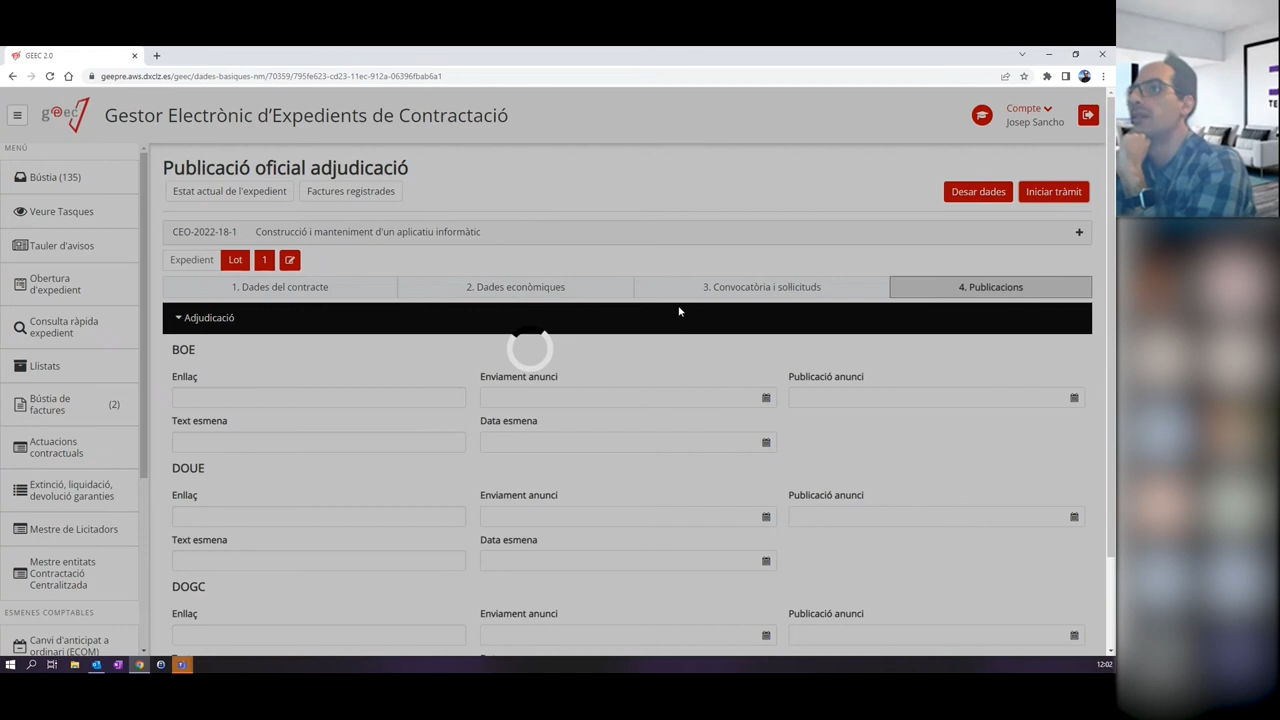 GEEC 2.0
geepre.aws.dxclz.es/geec/dades-basiques-nm/70359/795fe623-cd23-11ec-912a-06396fbab6a1
geec
Gestor Electrònic d'Expedients de Contractació
Compte
Josep Sancho
MENÚ
Bústia (135)
Veure Tasques
Tauler d'avisos
Obertura
d'expedient
Consulta ràpida
expedient
Llistats
Bústia de
factures
(2)
Actuacions
contractuals
Extinció, liquidació,
devolució garanties
Mestre de Licitadors
Mestre entitats
Contractació
Centralitzada
ESMENES COMPTABLES
Canvi d'anticipat a
ordinari (ECOM)
Publicació oficial adjudicació
Estat actual de l'expedient
Factures registrades
Desar dades
Iniciar tràmit
CEO-2022-18-1
Construcció i manteniment d'un aplicatiu informàtic
+
Expedient
Lot
1
1. Dades del contracte
2. Dades econòmiques
3. Convocatòria i sol·licituds
4. Publicacions
Adjudicació
BOE
Enllaç
Enviament anunci
Publicació anunci
Text esmena
Data esmena
DOUE
Enllaç
Enviament anunci
Publicació anunci
Text esmena
Data esmena
DOGC
Enllaç
Enviament anunci
Publicació anunci
12:02